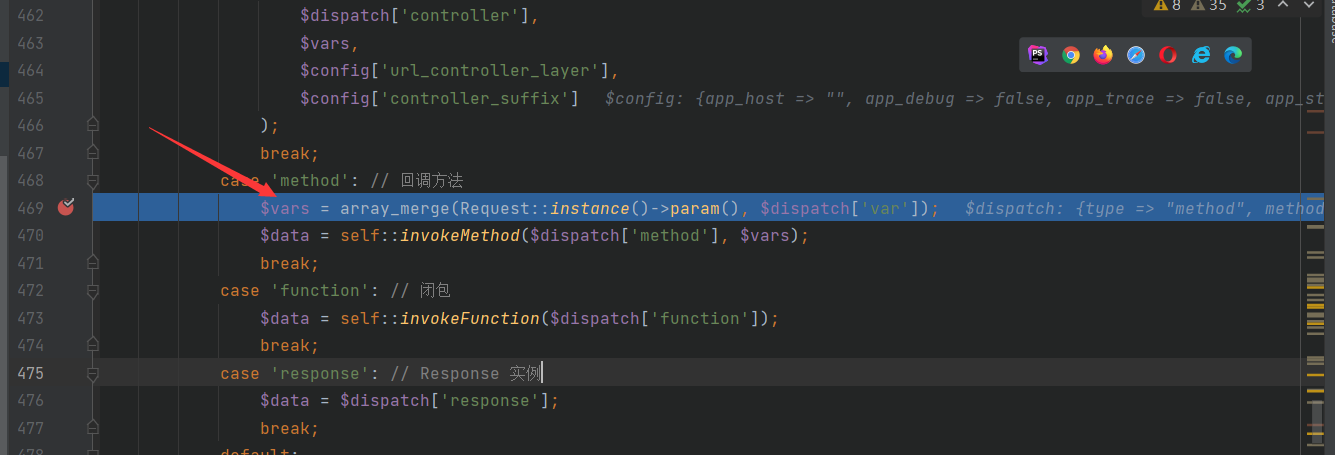 462 $dispatch['controller'],
8 35 3
463 $vars,
PS
464 $config['url_controller_layer'],
465 $config['controller_suffix'] $config: {app_host => "", app_debug => false, app_trace => false, app_st
466 );
467 break;
468 case 'method': // 回调方法
469 $vars = array_merge(Request::instance()->param(), $dispatch['var']); $dispatch: {type => "method", method
470 $data = self::invokeMethod($dispatch['method'], $vars);
471 break;
472 case 'function': // 闭包
473 $data = self::invokeFunction($dispatch['function']);
474 break;
475 case 'response': // Response 实例
476 $data = $dispatch['response'];
477 break;
478 default: